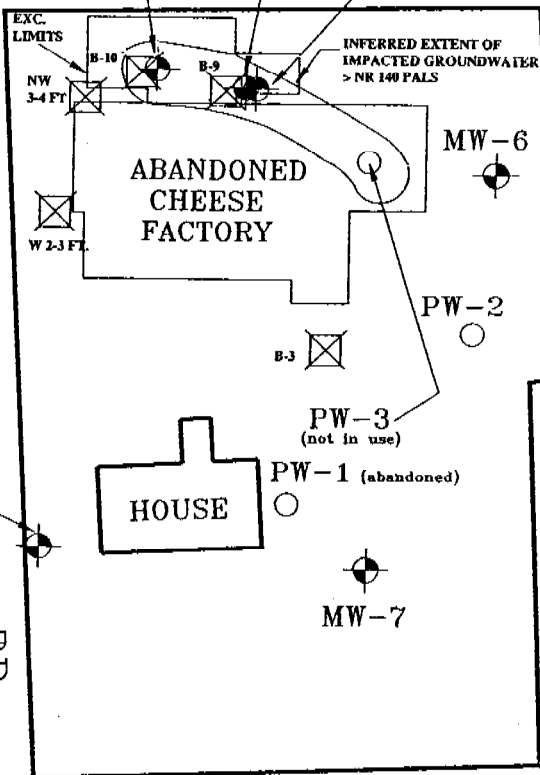 EXC.
LIMITS
B-10
B-9
INFERRED EXTENT OF
IMPACTED GROUNDWATER
> NR 140 PALS
NW
3-4 FT
MW-6
ABANDONED
CHEESE
FACTORY
W 2-3 FT.
PW-2
B-3
PW-3
(not in use)
PW-1 (abandoned)
HOUSE
MW-7
RD